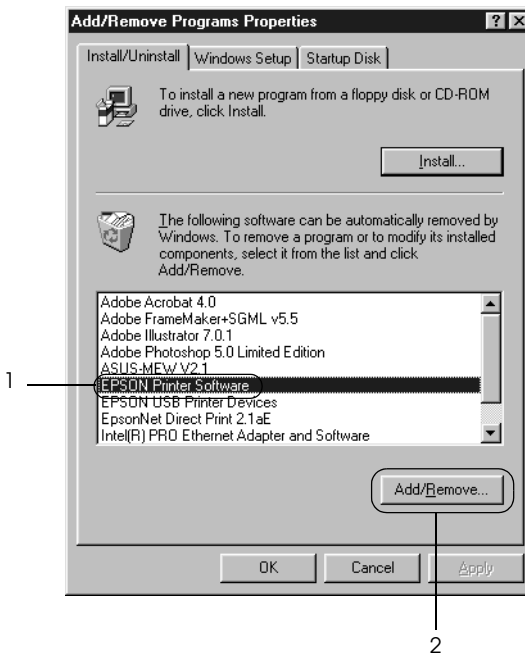 Add/Remove Programs Properties
Install/Uninstall Windows Setup Startup Disk
To install a new program from a floppy disk or CD-ROM
drive, click Install.
Install...
The following software can be automatically removed by
Windows. To remove a program or to modify its installed
components, select it from the list and click
Add/Remove.
Adobe Acrobat 4.0
Adobe FrameMaker+SGML v5.5
Adobe Illustrator 7.0.1
Adobe Photoshop 5.0 Limited Edition
ASUS-MEW V2.1
1 EPSON Printer Software
EPSON USB Printer Devices
EpsonNet Direct Print 2.1aE
Intel(R) PRO Ethernet Adapter and Software
Add/Remove...
OK Cancel Apply
2